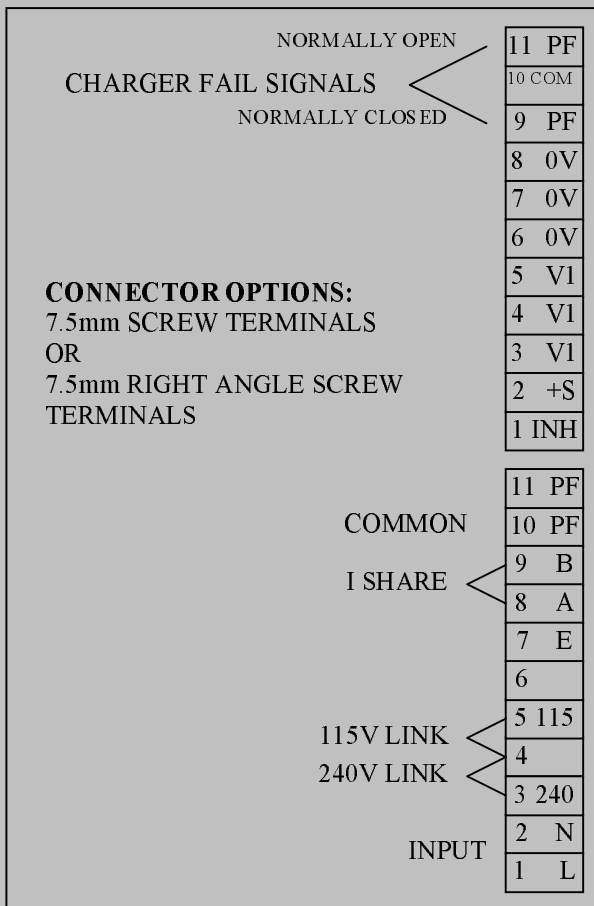 NORMALLY OPEN
11 PF
CHARGER FAIL SIGNALS
10 COM
NORMALLY CLOSED
9 PF
8 0V
7 0V
6 0V
5 V1
CONNECTOR OPTIONS:
7.5mm SCREW TERMINALS
OR
7.5mm RIGHT ANGLE SCREW
TERMINALS
4 V1
3 V1
2 +S
1 INH
11 PF
COMMON
10 PF
9 B
I SHARE
8 A
7 E
6
5 115
115V LINK
4
240V LINK
3 240
2 N
INPUT
1 L